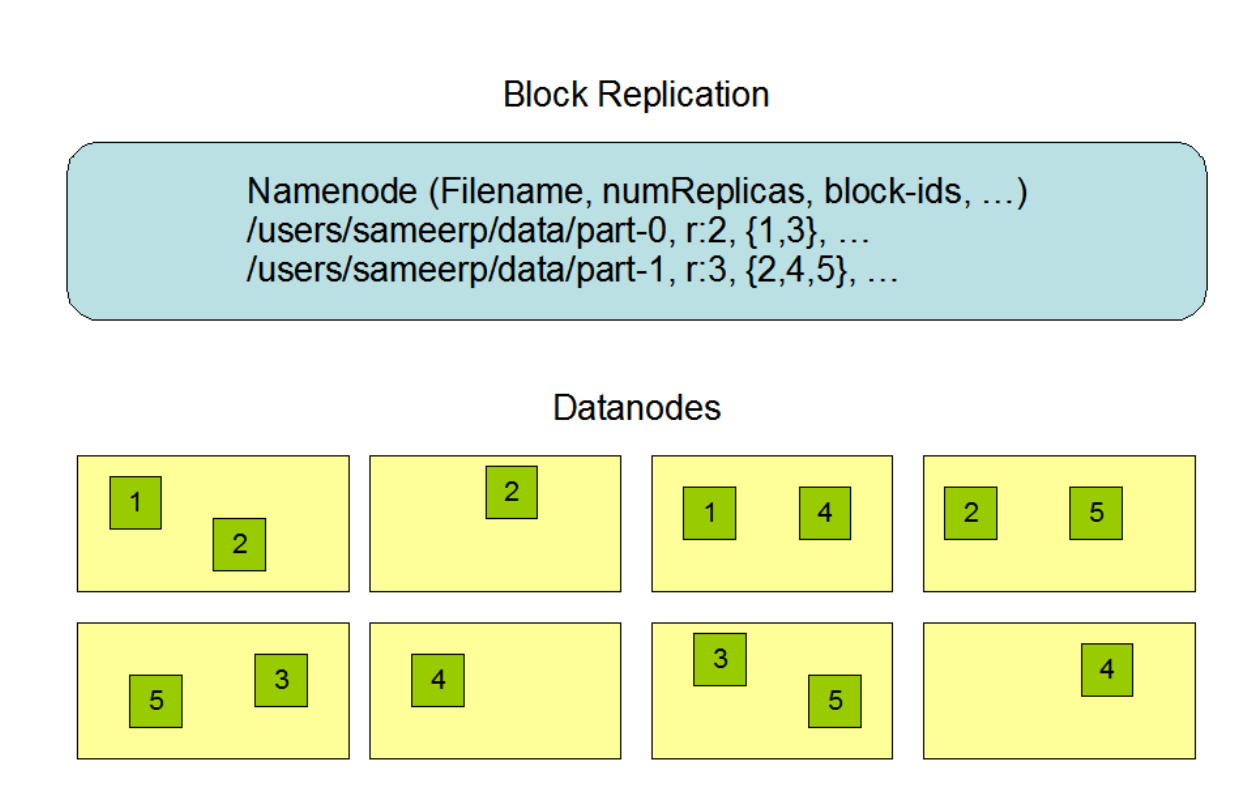 Block Replication
Namenode (Filename, numReplicas, block-ids, …)
/users/sameerp/data/part-0, r:2, {1,3}, …
/users/sameerp/data/part-1, r:3, {2,4,5}, …
Datanodes
1
2
2
1
4
2
5
5
3
4
3
5
4